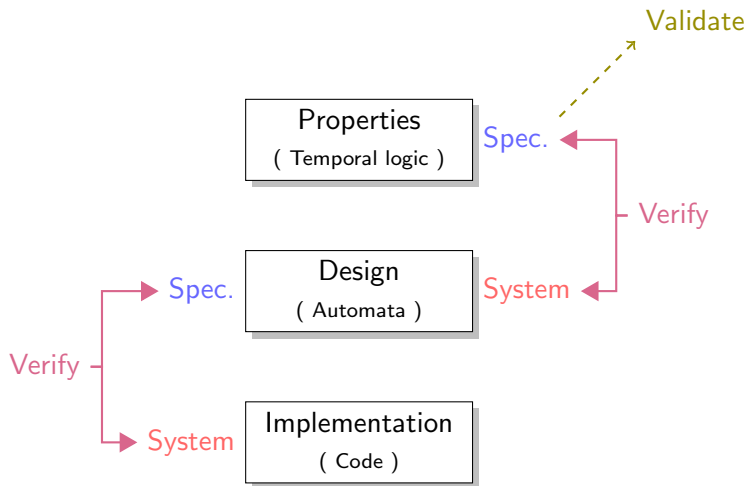 Validate
Properties
( Temporal logic )
Spec.
Verify
Design
( Automata )
Spec.
System
Verify
Implementation
( Code )
System